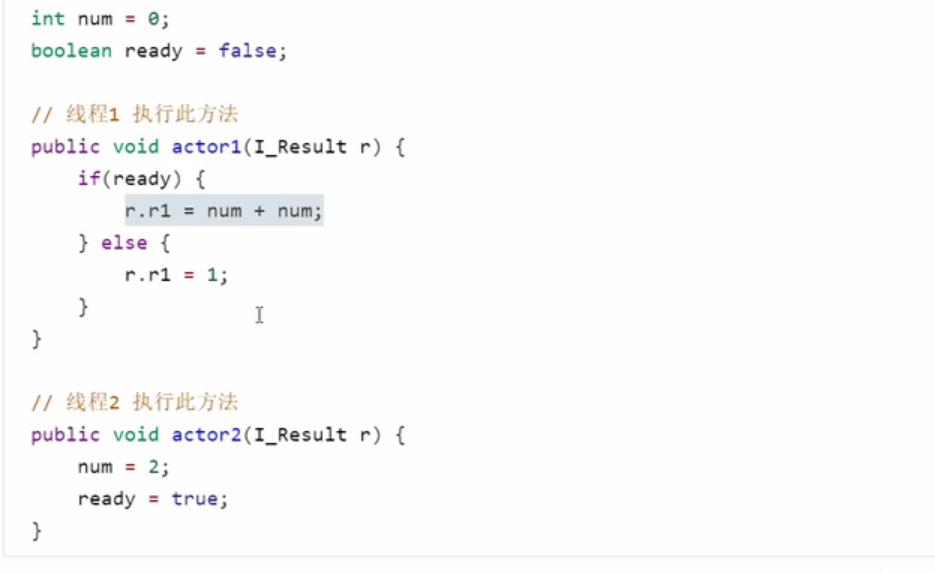 int num = 0;
boolean ready = false;
// 线程1 执行此方法
public void actor1(I_Result r) {
if(ready) {
r.r1 = num + num;
} else {
r.r1 = 1;
}
}
// 线程2 执行此方法
public void actor2(I_Result r) {
num = 2;
ready = true;
}